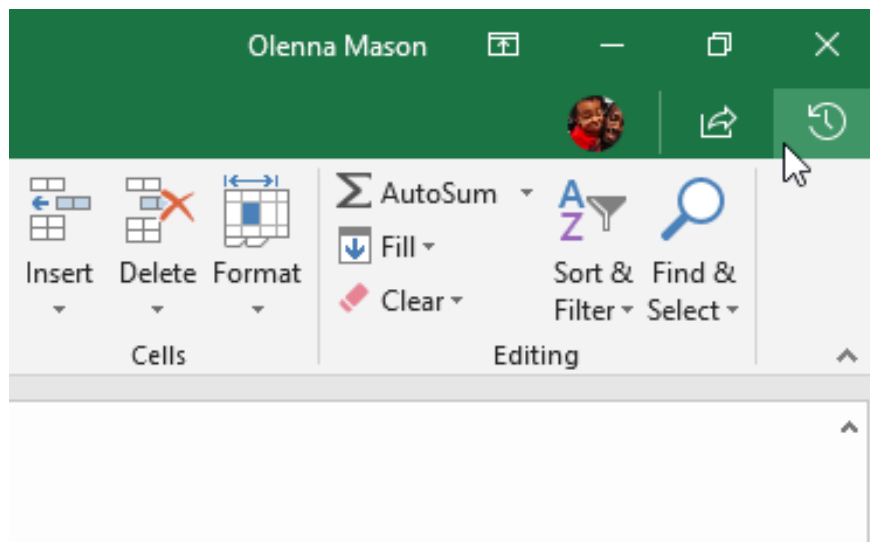 Olenna Mason
AutoSum
Fill
Clear
Insert Delete Format
Sort & Find &
Filter Select
Cells Editing